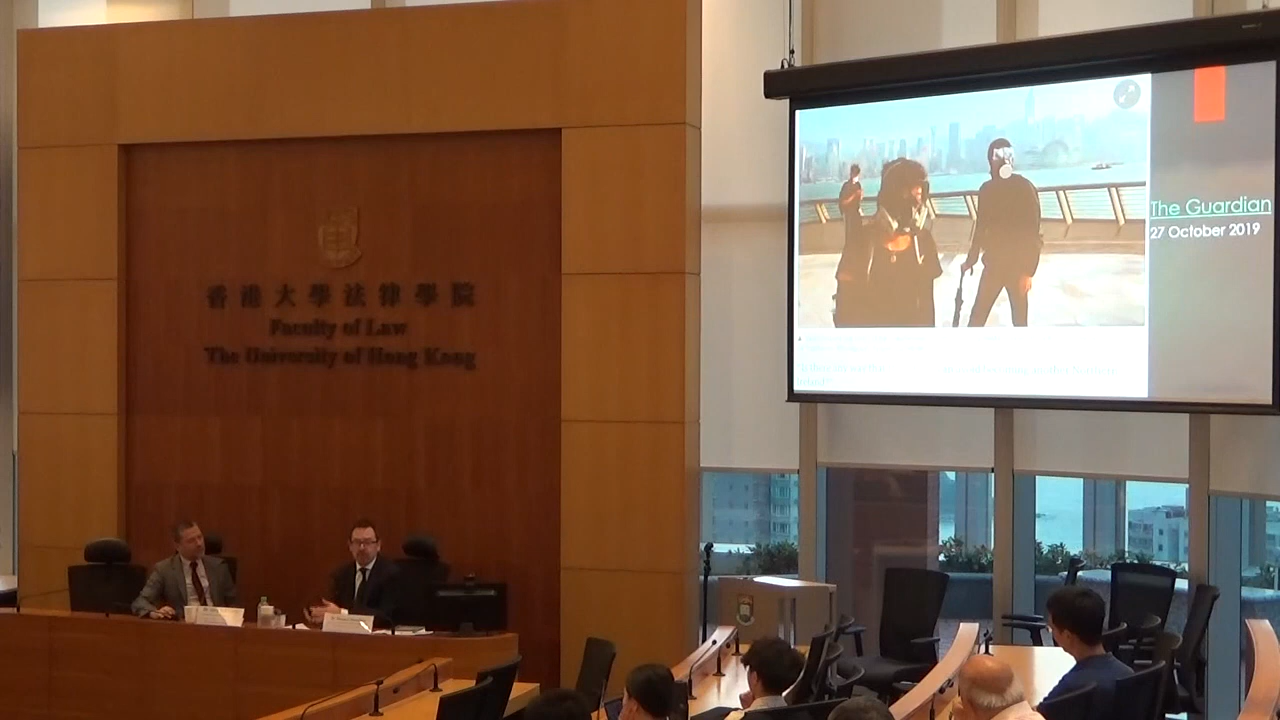 香港大學法律學院
Faculty of Law
The University of Hong Kong
The Guardian
27 October 2019